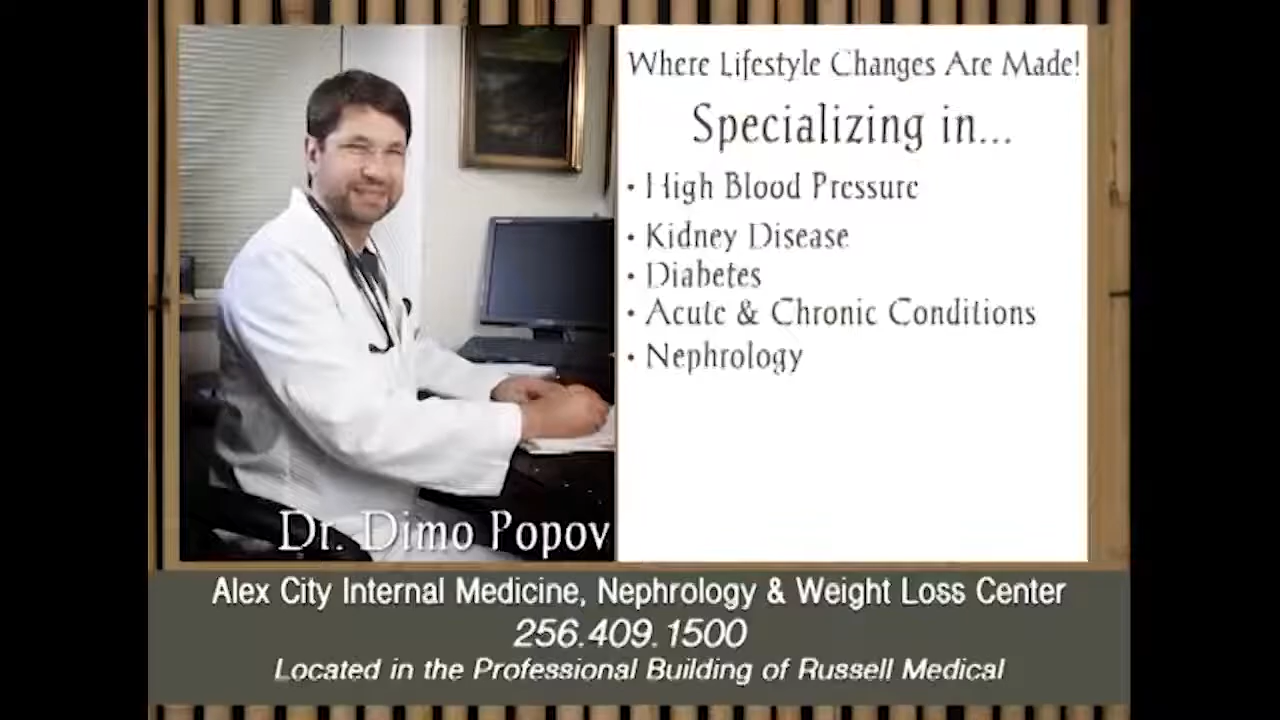 Where Lifestyle Changes Are Made!
Specializing in...
• High Blood Pressure
• Kidney Disease
• Diabetes
• Acute & Chronic Conditions
• Nephrology
Dr. Dimo Popov
Alex City Internal Medicine, Nephrology & Weight Loss Center
256.409.1500
Located in the Professional Building of Russell Medical